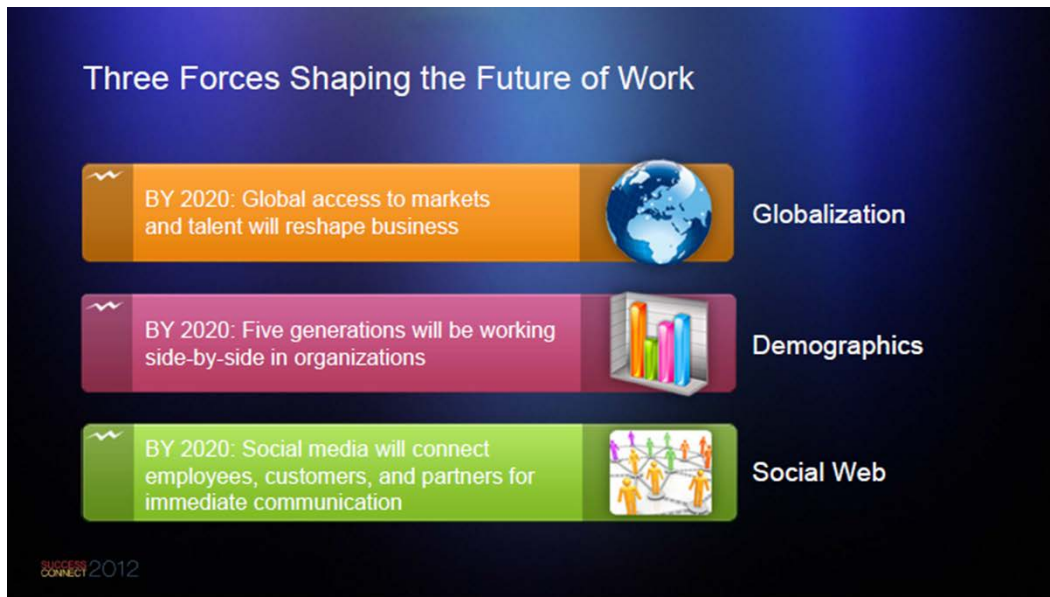 Three Forces Shaping the Future of Work
BY 2020: Global access to markets
and talent will reshape business
Globalization
BY 2020: Five generations will be working
side-by-side in organizations
Demographics
BY 2020: Social media will connect
employees, customers, and partners for
immediate communication
Social Web
SUCCESS
CONNECT 2012